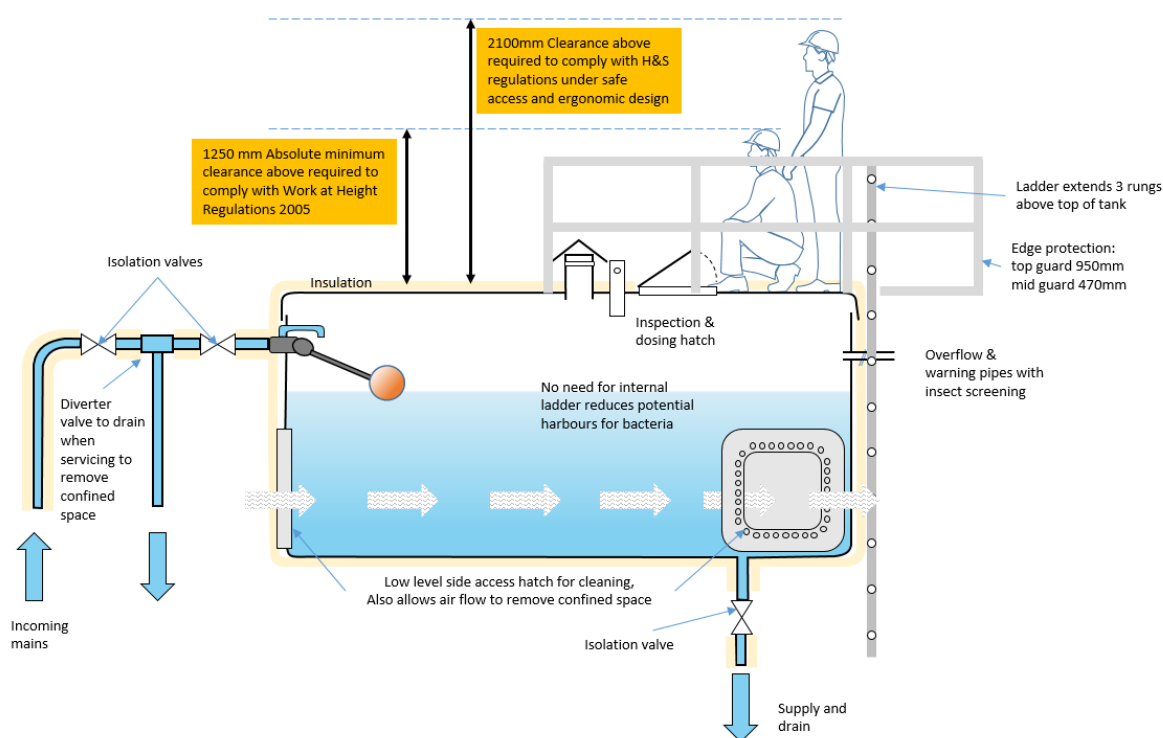 2100mm Clearance above
required to comply with H&S
regulations under safe
access and ergonomic design
1250 mm Absolute minimum
clearance above required to
comply with Work at Height
Regulations 2005
Ladder extends 3 rungs
above top of tank
Edge protection:
top guard 950mm
mid guard 470mm
Isolation valves
Insulation
Inspection &
dosing hatch
Overflow &
warning pipes with
insect screening
No need for internal
ladder reduces potential
harbours for bacteria
Diverter
valve to drain
when
servicing to
remove
confined
space
Low level side access hatch for cleaning,
Also allows air flow to remove confined space
Incoming
mains
Isolation valve
Supply and
drain